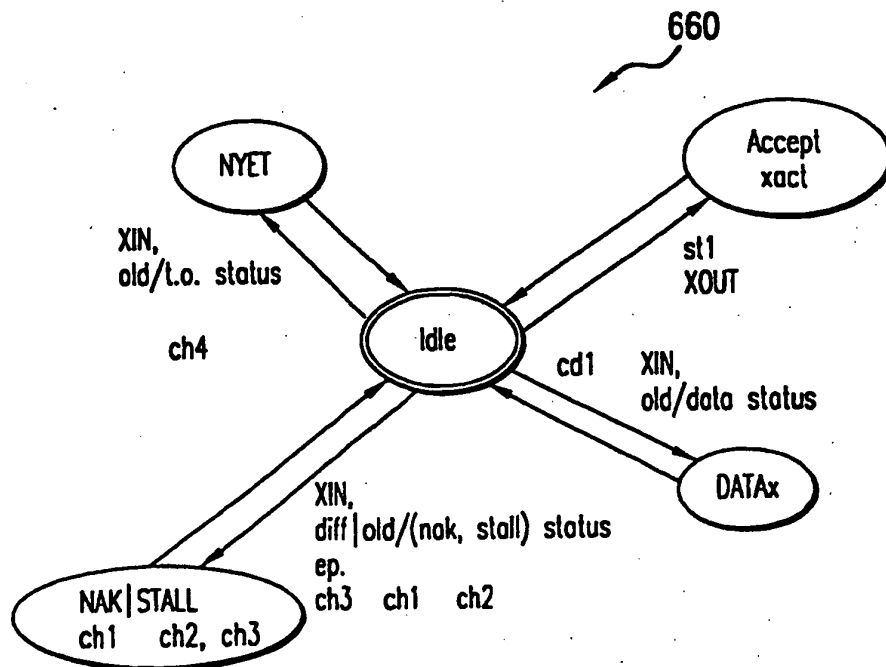 660
NYET
Accept
xact
XIN,
old/t.o. status
st1
XOUT
Idle
ch4
cd1
XIN,
old/data status
DATAx
XIN,
diff|old/(nak, stall) status
ep.
ch3 ch1 ch2
NAK|STALL
ch1 ch2, ch3